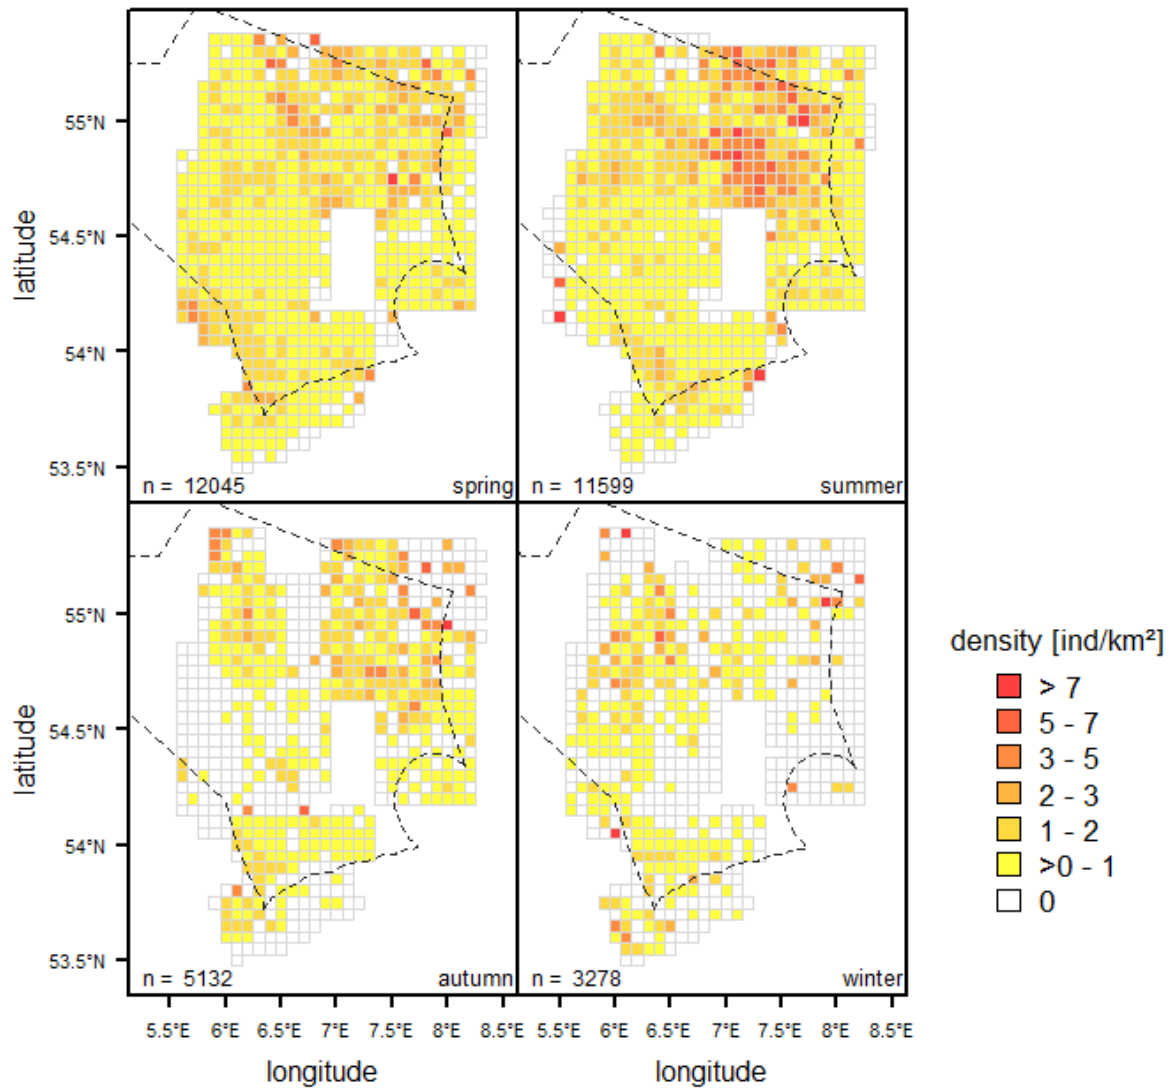 55°N
54.5°N
54°N
53.5°N
latitude
n = 12045 spring
n = 11599 summer
55°N
54.5°N
54°N
53.5°N
latitude
n = 5132 autumn
n = 3278 winter
5.5°E 6°E 6.5°E 7°E 7.5°E 8°E 8.5°E
5.5°E 6°E 6.5°E 7°E 7.5°E 8°E 8.5°E
longitude
longitude
density [ind/km²]
> 7
5 - 7
3 - 5
2 - 3
1 - 2
>0 - 1
0